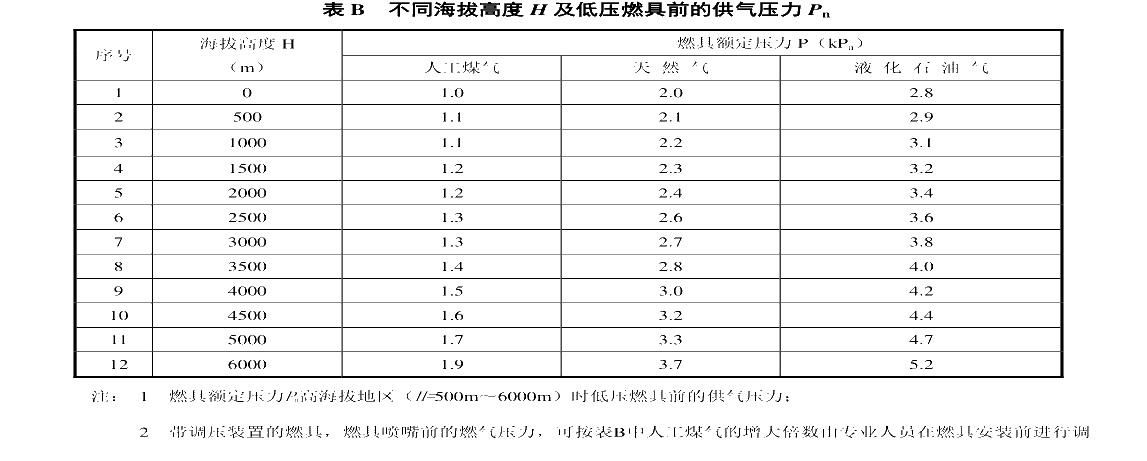 表 B 不同海拔高度 H 及低压燃具前的供气压力 Pn
序号 海拔高度 H（m） 燃具额定压力 P（kPa）
人工煤气 天然气 液化石油气
1 0 1.0 2.0 2.8
2 500 1.1 2.1 2.9
3 1000 1.1 2.2 3.1
4 1500 1.2 2.3 3.2
5 2000 1.2 2.4 3.4
6 2500 1.3 2.6 3.6
7 3000 1.3 2.7 3.8
8 3500 1.4 2.8 4.0
9 4000 1.5 3.0 4.2
10 4500 1.6 3.2 4.4
11 5000 1.7 3.3 4.7
12 6000 1.9 3.7 5.2
注： 1 燃具额定压力P高海拔地区（H=500m～6000m）时低压燃具前的供气压力；
2 带调压装置的燃具，燃具喷嘴前的燃气压力，可按表B中人工煤气的增大倍数由专业人员在燃具安装前进行调